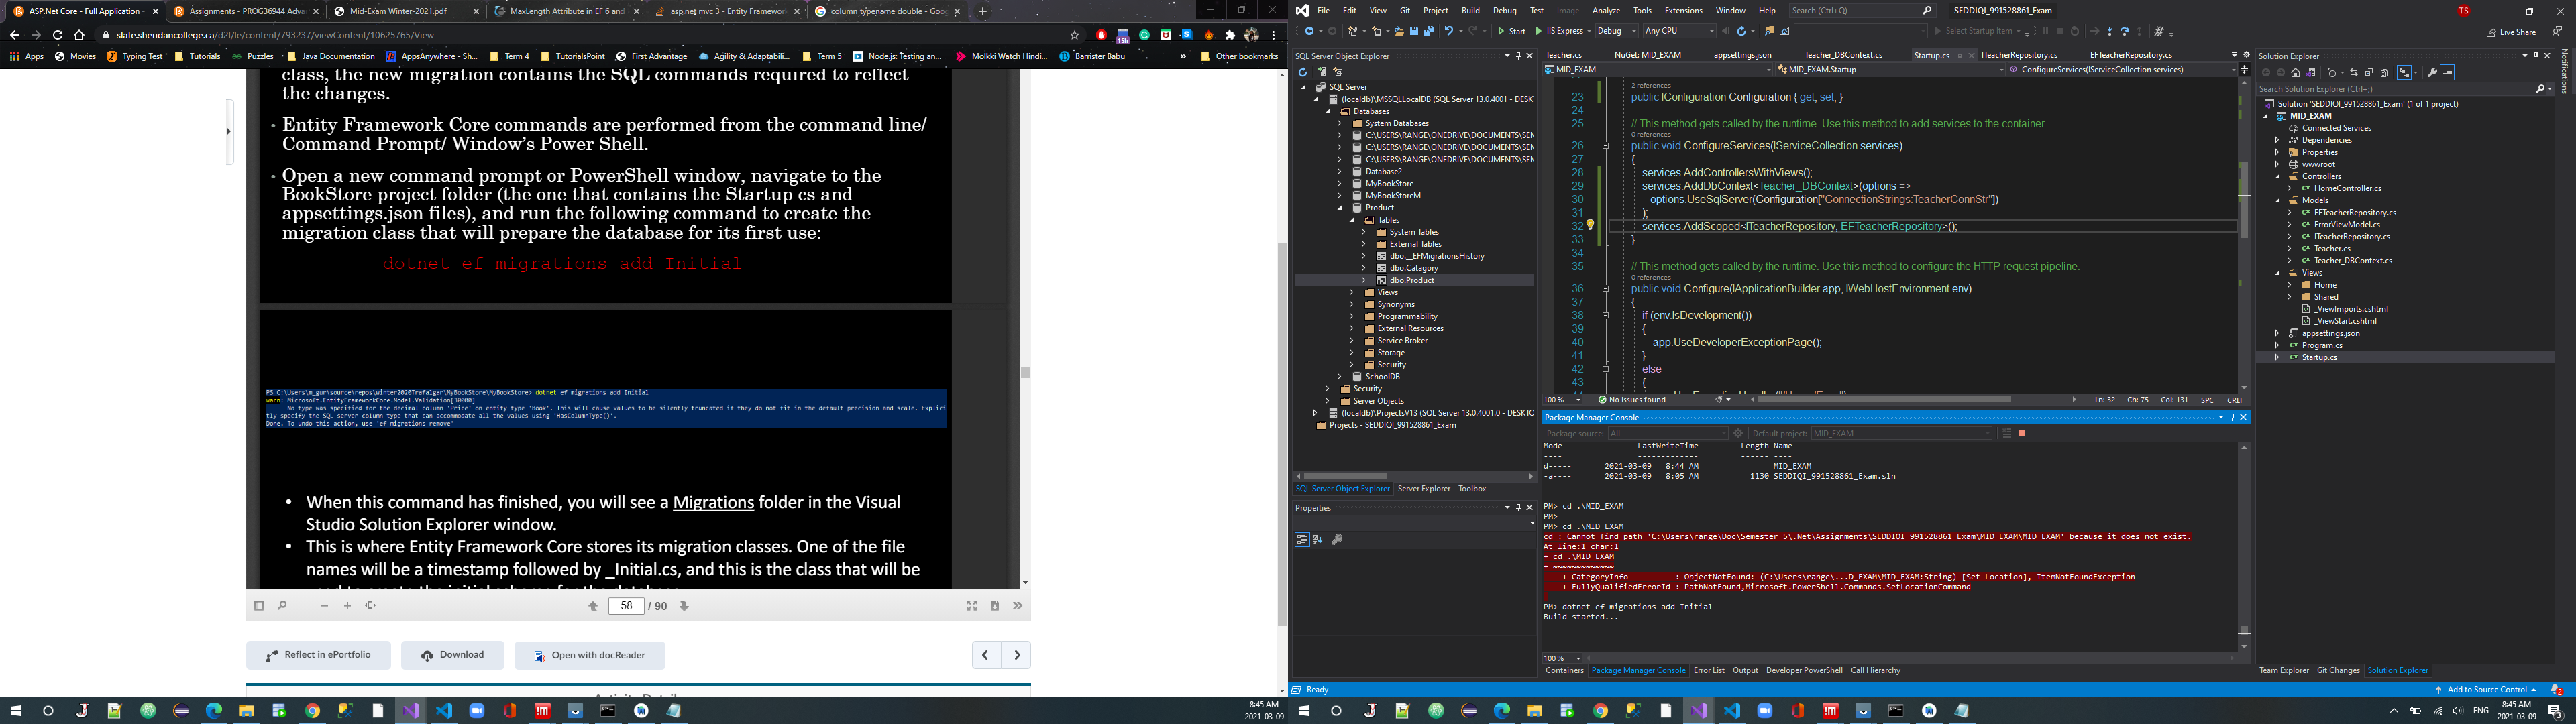 ASP.Net Core - Full Application -
Assignments - PROG36944 Adva
Mid-Exam Winter-2021.pdf
MaxLength Attribute in EF 6 and
asp.net mvc 3 - Entity Framework
column typename double - Goo
slate.sheridancollege.ca/d2l/le/content/793237/viewContent/10625765/View
Apps
Movies
Typing Test
Tutorials
Puzzles
Java Documentation
AppsAnywhere - Sh...
Term 4
TutorialsPoint
First Advantage
Agility & Adaptabili...
Term 5
Node.js: Testing an...
Molkki Watch Hindi...
Barrister Babu
Other bookmarks
class, the new migration contains the SQL commands required to reflect
the changes.
• Entity Framework Core commands are performed from the command line/
Command Prompt/ Window's Power Shell.
• Open a new command prompt or PowerShell window, navigate to the
BookStore project folder (the one that contains the Startup cs and
appsettings.json files), and run the following command to create the
migration class that will prepare the database for its first use:
dotnet ef migrations add Initial
PS C:\Users\m_gur\source\repos\winter2020Trafalgar\MyBookStore\MyBookStore> dotnet ef migrations add Initial
warn: Microsoft.EntityFrameworkCore.Model.Validation[30000]
No type was specified for the decimal column 'Price' on entity type 'Book'. This will cause values to be silently truncated if they do not fit in the default precision and scale. Explici
tly specify the SQL server column type that can accommodate all the values using 'HasColumnType()'.
Done. To undo this action, use 'ef migrations remove'
• When this command has finished, you will see a Migrations folder in the Visual
Studio Solution Explorer window.
• This is where Entity Framework Core stores its migration classes. One of the file
names will be a timestamp followed by _Initial.cs, and this is the class that will be
58 / 90
Reflect in ePortfolio
Download
Open with docReader
Activity Details
8:45 AM
2021-03-09
File Edit View Git Project Build Debug Test Image Analyze Tools Extensions Window Help
Search (Ctrl+Q)
SEDDIQI_991528861_Exam
TS
Start
IIS Express
Debug
Any CPU
Select Startup Item
Live Share
SQL Server Object Explorer
SQL Server
(localdb)\MSSQLLocalDB (SQL Server 13.0.4001 - DESKT
Databases
System Databases
C:\USERS\RANGE\ONEDRIVE\DOCUMENTS\SEM
C:\USERS\RANGE\ONEDRIVE\DOCUMENTS\SEM
C:\USERS\RANGE\ONEDRIVE\DOCUMENTS\SEM
Database2
MyBookStore
MyBookStoreM
Product
Tables
System Tables
External Tables
dbo.__EFMigrationsHistory
dbo.Catagory
dbo.Product
Views
Synonyms
Programmability
External Resources
Service Broker
Storage
Security
SchoolDB
Security
Server Objects
(localdb)\ProjectsV13 (SQL Server 13.0.4001.0 - DESKTO
Projects - SEDDIQI_991528861_Exam
SQL Server Object Explorer
Server Explorer
Toolbox
Properties
Teacher.cs
NuGet: MID_EXAM
appsettings.json
Teacher_DBContext.cs
Startup.cs
ITeacherRepository.cs
EFTeacherRepository.cs
MID_EXAM
MID_EXAM.Startup
ConfigureServices(IServiceCollection services)
2 references
23 public IConfiguration Configuration { get; set; }
24
25 // This method gets called by the runtime. Use this method to add services to the container.
0 references
26 public void ConfigureServices(IServiceCollection services)
27 {
28 services.AddControllersWithViews();
29 services.AddDbContext<Teacher_DBContext>(options =>
30 options.UseSqlServer(Configuration["ConnectionStrings:TeacherConnStr"])
31 );
32 services.AddScoped<ITeacherRepository, EFTeacherRepository>();
33 }
34
35 // This method gets called by the runtime. Use this method to configure the HTTP request pipeline.
0 references
36 public void Configure(IApplicationBuilder app, IWebHostEnvironment env)
37 {
38 if (env.IsDevelopment())
39 {
40 app.UseDeveloperExceptionPage();
41 }
42 else
43 {
100 %
No issues found
Ln: 32 Ch: 75 Col: 131 SPC CRLF
Package Manager Console
Package source: All
Default project: MID_EXAM
Mode LastWriteTime Length Name
---- ------------- ------ ----
d----- 2021-03-09 8:44 AM MID_EXAM
-a---- 2021-03-09 8:05 AM 1130 SEDDIQI_991528861_Exam.sln
PM> cd .\MID_EXAM
PM>
PM> cd .\MID_EXAM
cd : Cannot find path 'C:\Users\range\Doc\Semester 5\.Net\Assignments\SEDDIQI_991528861_Exam\MID_EXAM\MID_EXAM' because it does not exist.
At line:1 char:1
+ cd .\MID_EXAM
+ ~~~~~~~~~~~~~
+ CategoryInfo : ObjectNotFound: (C:\Users\range\...D_EXAM\MID_EXAM:String) [Set-Location], ItemNotFoundException
+ FullyQualifiedErrorId : PathNotFound,Microsoft.PowerShell.Commands.SetLocationCommand
PM> dotnet ef migrations add Initial
Build started...
100 %
Containers
Package Manager Console
Error List
Output
Developer PowerShell
Call Hierarchy
Solution Explorer
Search Solution Explorer (Ctrl+;)
Solution 'SEDDIQI_991528861_Exam' (1 of 1 project)
MID_EXAM
Connected Services
Dependencies
Properties
wwwroot
Controllers
HomeController.cs
Models
EFTeacherRepository.cs
ErrorViewModel.cs
ITeacherRepository.cs
Teacher.cs
Teacher_DBContext.cs
Views
Home
Shared
_ViewImports.cshtml
_ViewStart.cshtml
appsettings.json
Program.cs
Startup.cs
Notifications
Team Explorer
Git Changes
Solution Explorer
Ready
Add to Source Control
2
ENG
8:45 AM
2021-03-09